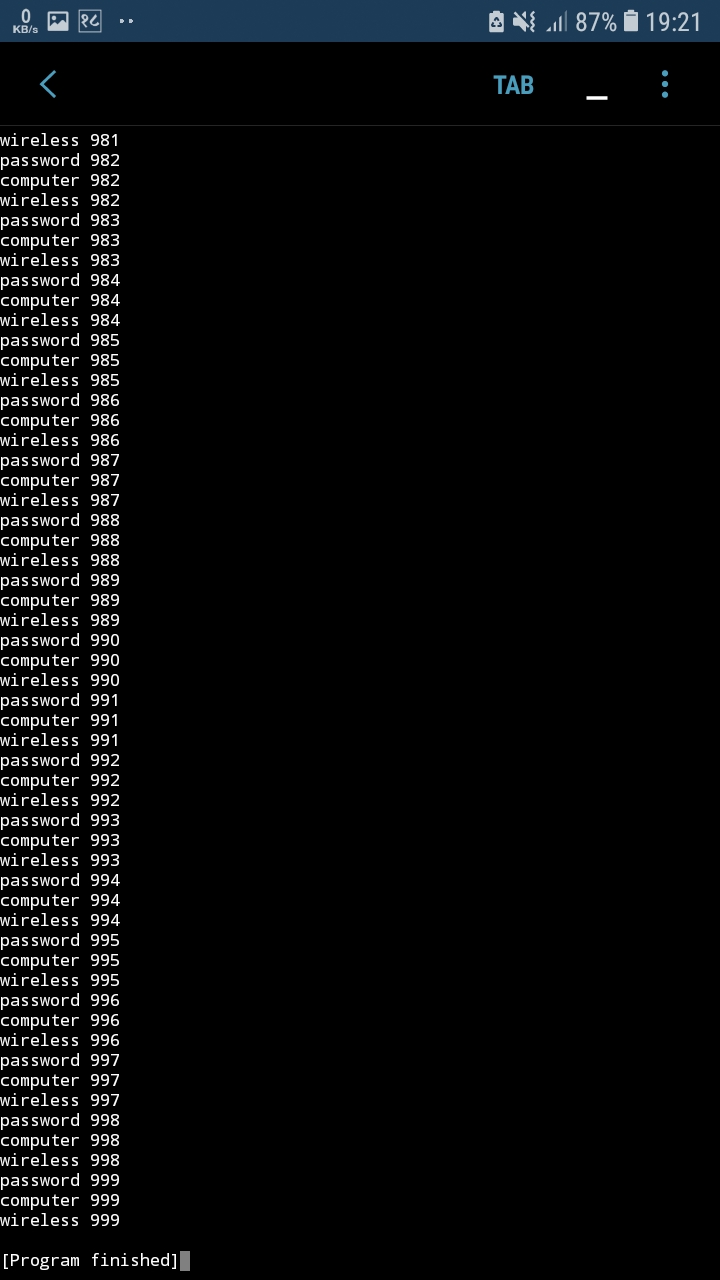 0
KB/s
१८
87%
19:21
TAB
wireless 981
password 982
computer 982
wireless 982
password 983
computer 983
wireless 983
password 984
computer 984
wireless 984
password 985
computer 985
wireless 985
password 986
computer 986
wireless 986
password 987
computer 987
wireless 987
password 988
computer 988
wireless 988
password 989
computer 989
wireless 989
password 990
computer 990
wireless 990
password 991
computer 991
wireless 991
password 992
computer 992
wireless 992
password 993
computer 993
wireless 993
password 994
computer 994
wireless 994
password 995
computer 995
wireless 995
password 996
computer 996
wireless 996
password 997
computer 997
wireless 997
password 998
computer 998
wireless 998
password 999
computer 999
wireless 999
[Program finished]